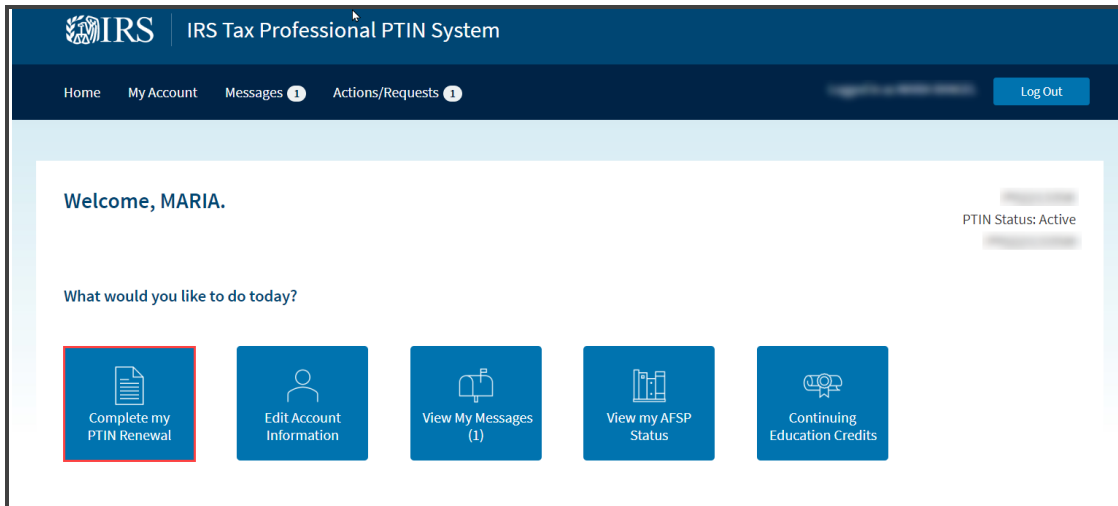 IRS IRS Tax Professional PTIN System
Home My Account Messages 1 Actions/Requests 1 Log Out
Welcome, MARIA.
PTIN Status: Active
What would you like to do today?
Complete my
PTIN Renewal
Edit Account
Information
View My Messages
(1)
View my AFSP
Status
Continuing
Education Credits